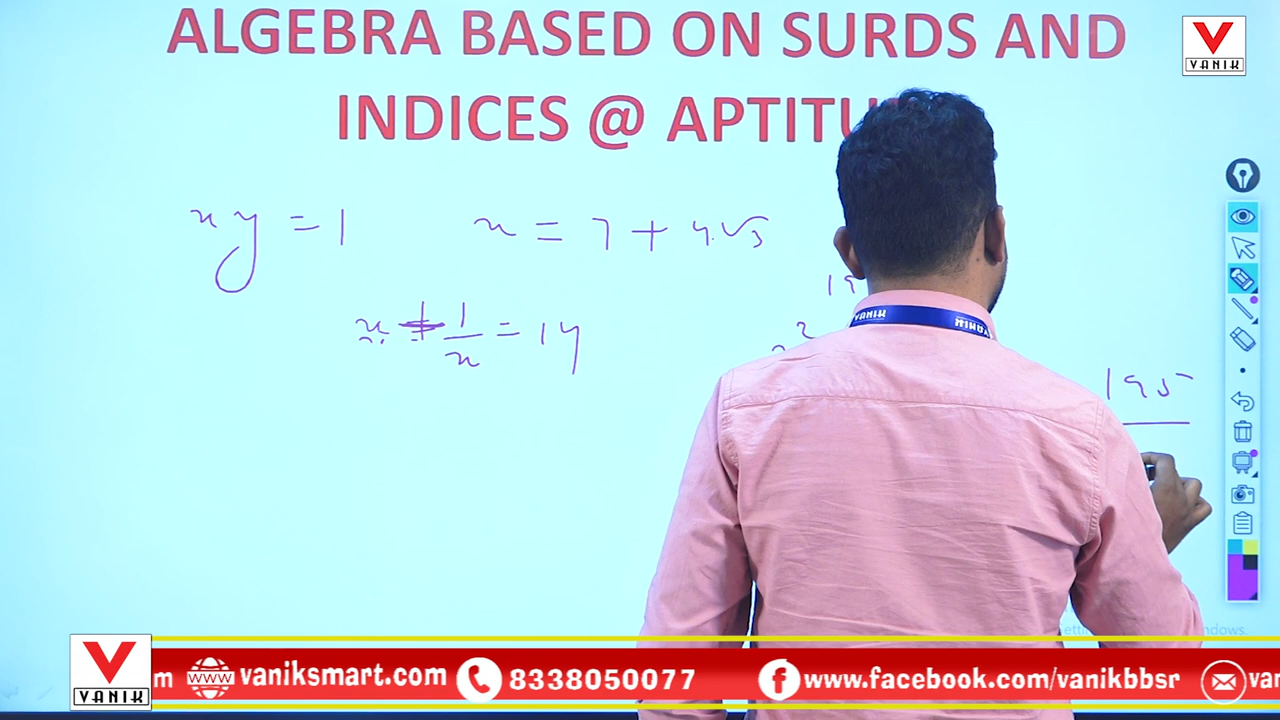 ALGEBRA BASED ON SURDS AND
INDICES @
VANIK
xy = 1
x = 7 + 4√3
x + 1/x = 14
195
VANIK
VANIK
vaniksmart.com
8338050077
www.facebook.com/vanikbbsr